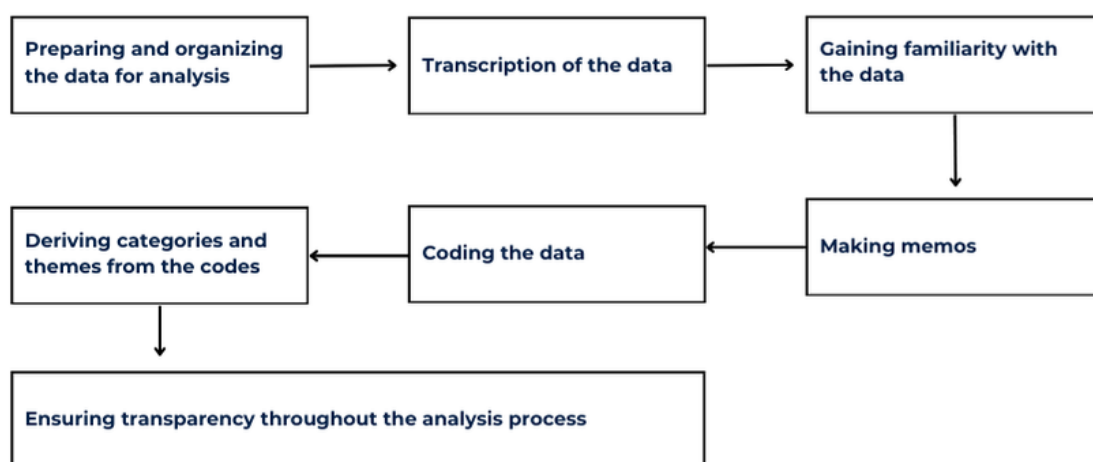 Preparing and organizing
the data for analysis
Transcription of the data
Gaining familiarity with
the data
Making memos
Coding the data
Deriving categories and
themes from the codes
Ensuring transparency throughout the analysis process